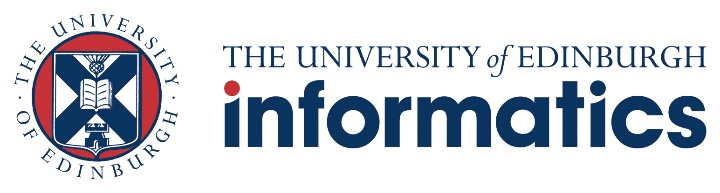 THE UNIVERSITY
OF EDINBURGH
THE UNIVERSITY of EDINBURGH
informatics